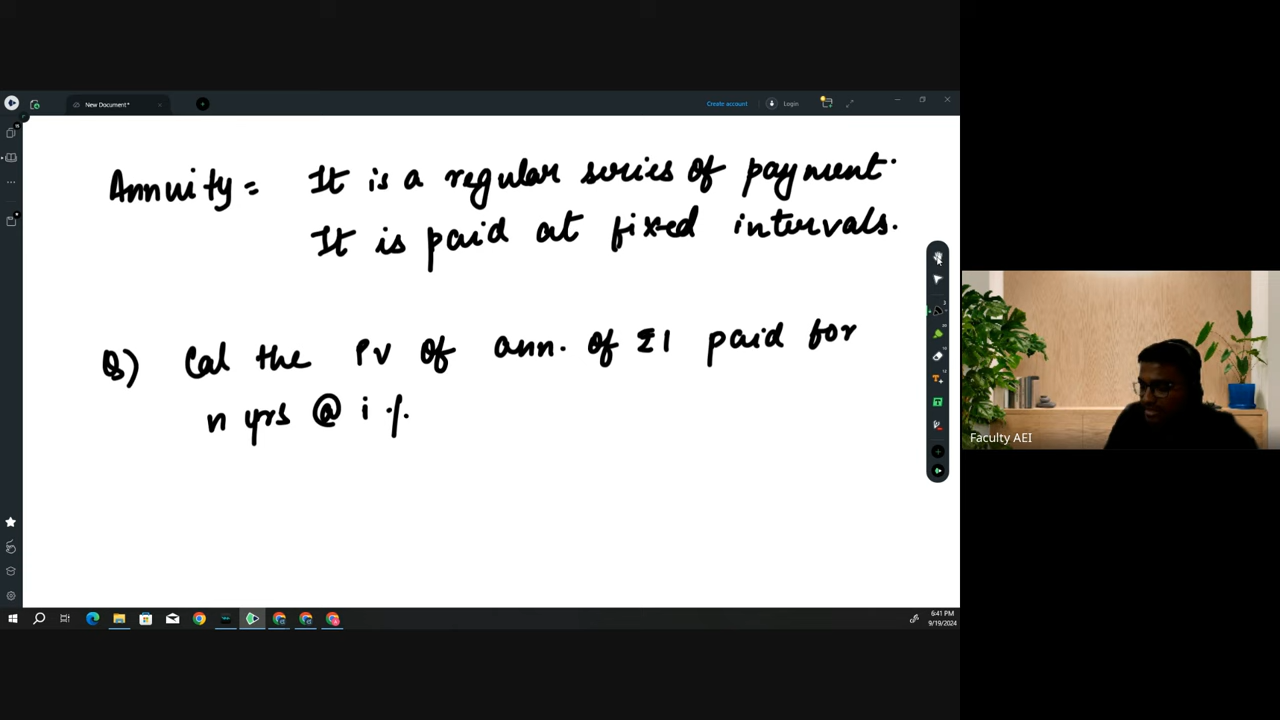 New Document*
Create account
Login
Annuity = It is a regular series of payment.
It is paid at fixed intervals.
Q) Cal the PV of ann. of Σ1 paid for
n yrs @ i %
Faculty AEI
6:41 PM
9/19/2024